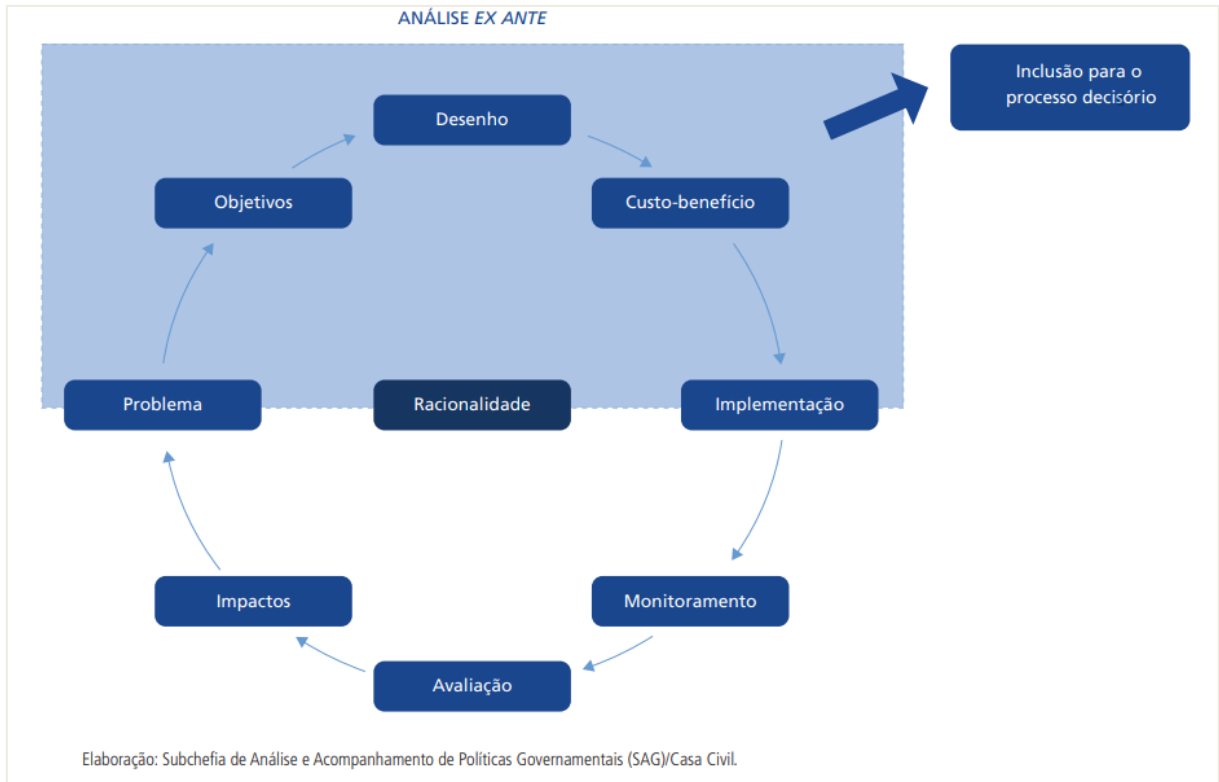 ANÁLISE EX ANTE
Inclusão para o
processo decisório
Desenho
Objetivos
Custo-benefício
Problema
Racionalidade
Implementação
Impactos
Monitoramento
Avaliação
Elaboração: Subchefia de Análise e Acompanhamento de Políticas Governamentais (SAG)/Casa Civil.